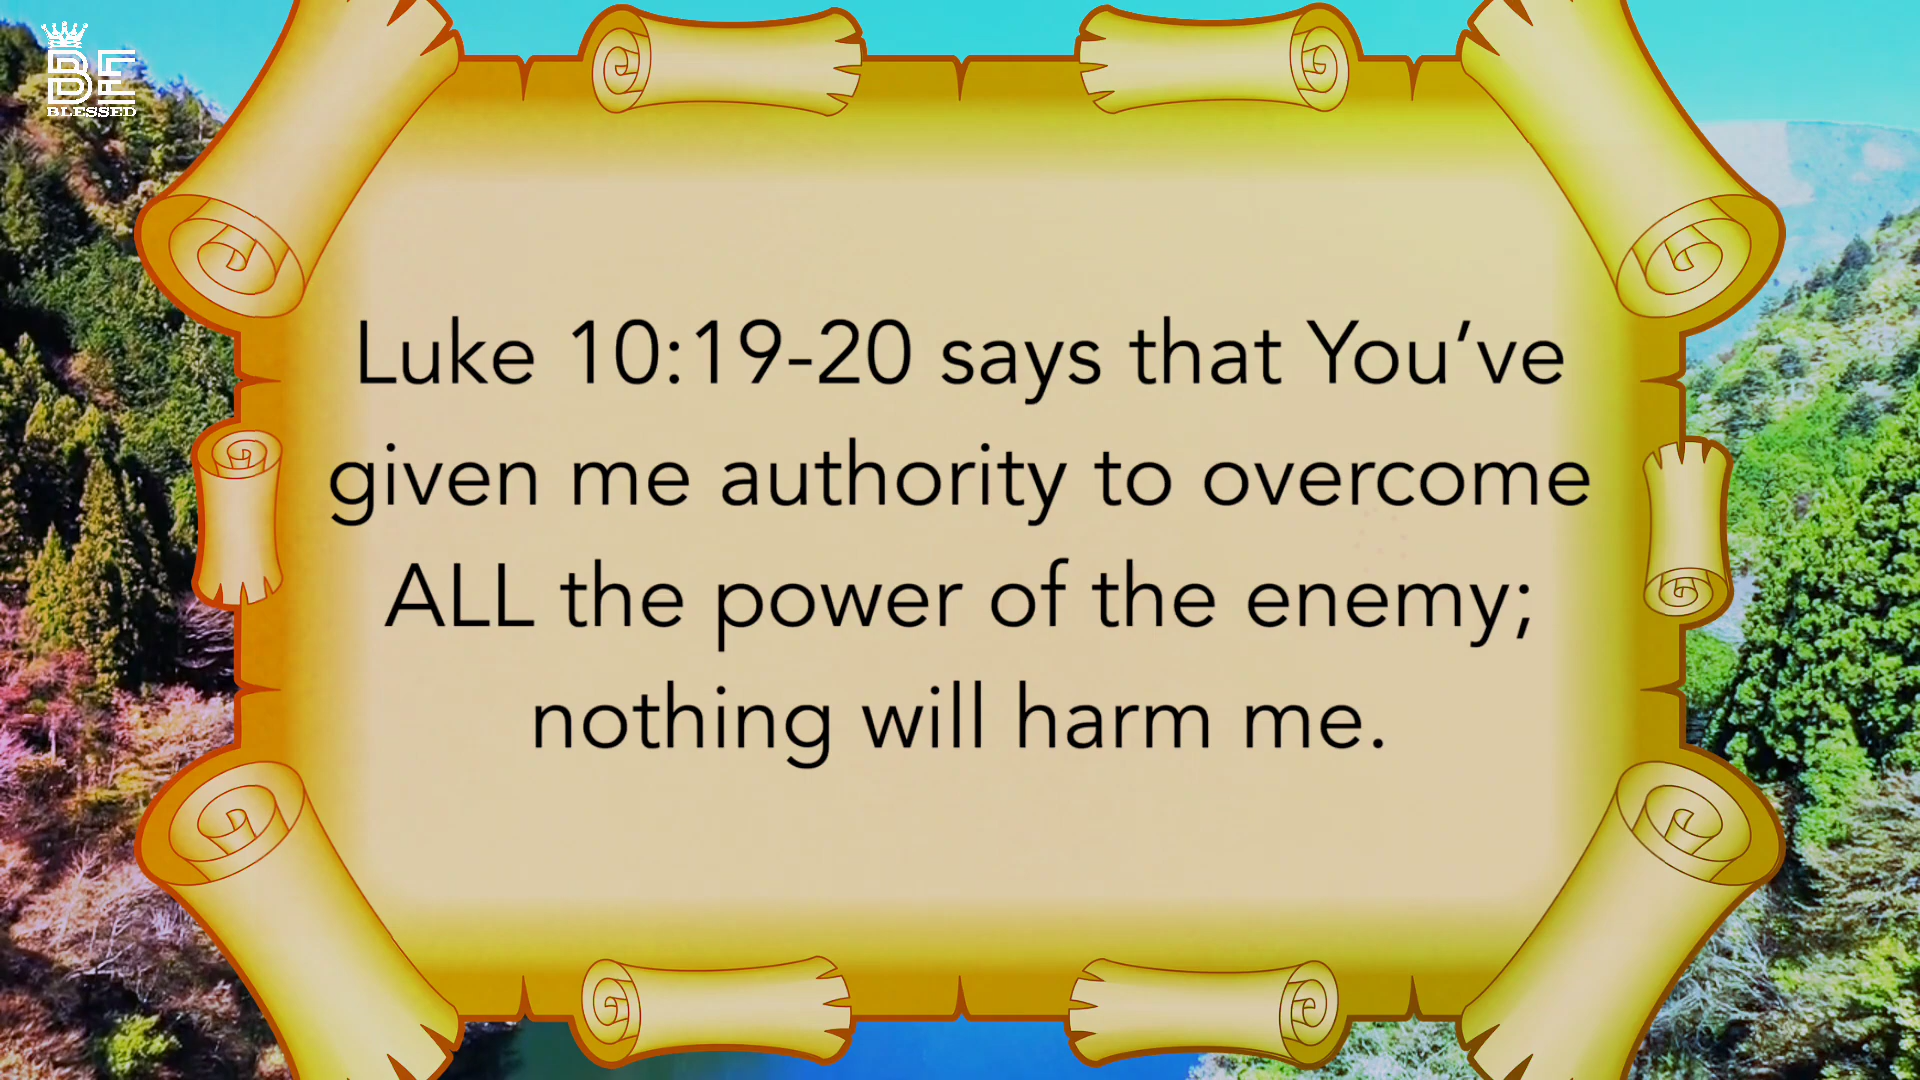 BE
BLESSED
Luke 10:19-20 says that You’ve
given me authority to overcome
ALL the power of the enemy;
nothing will harm me.